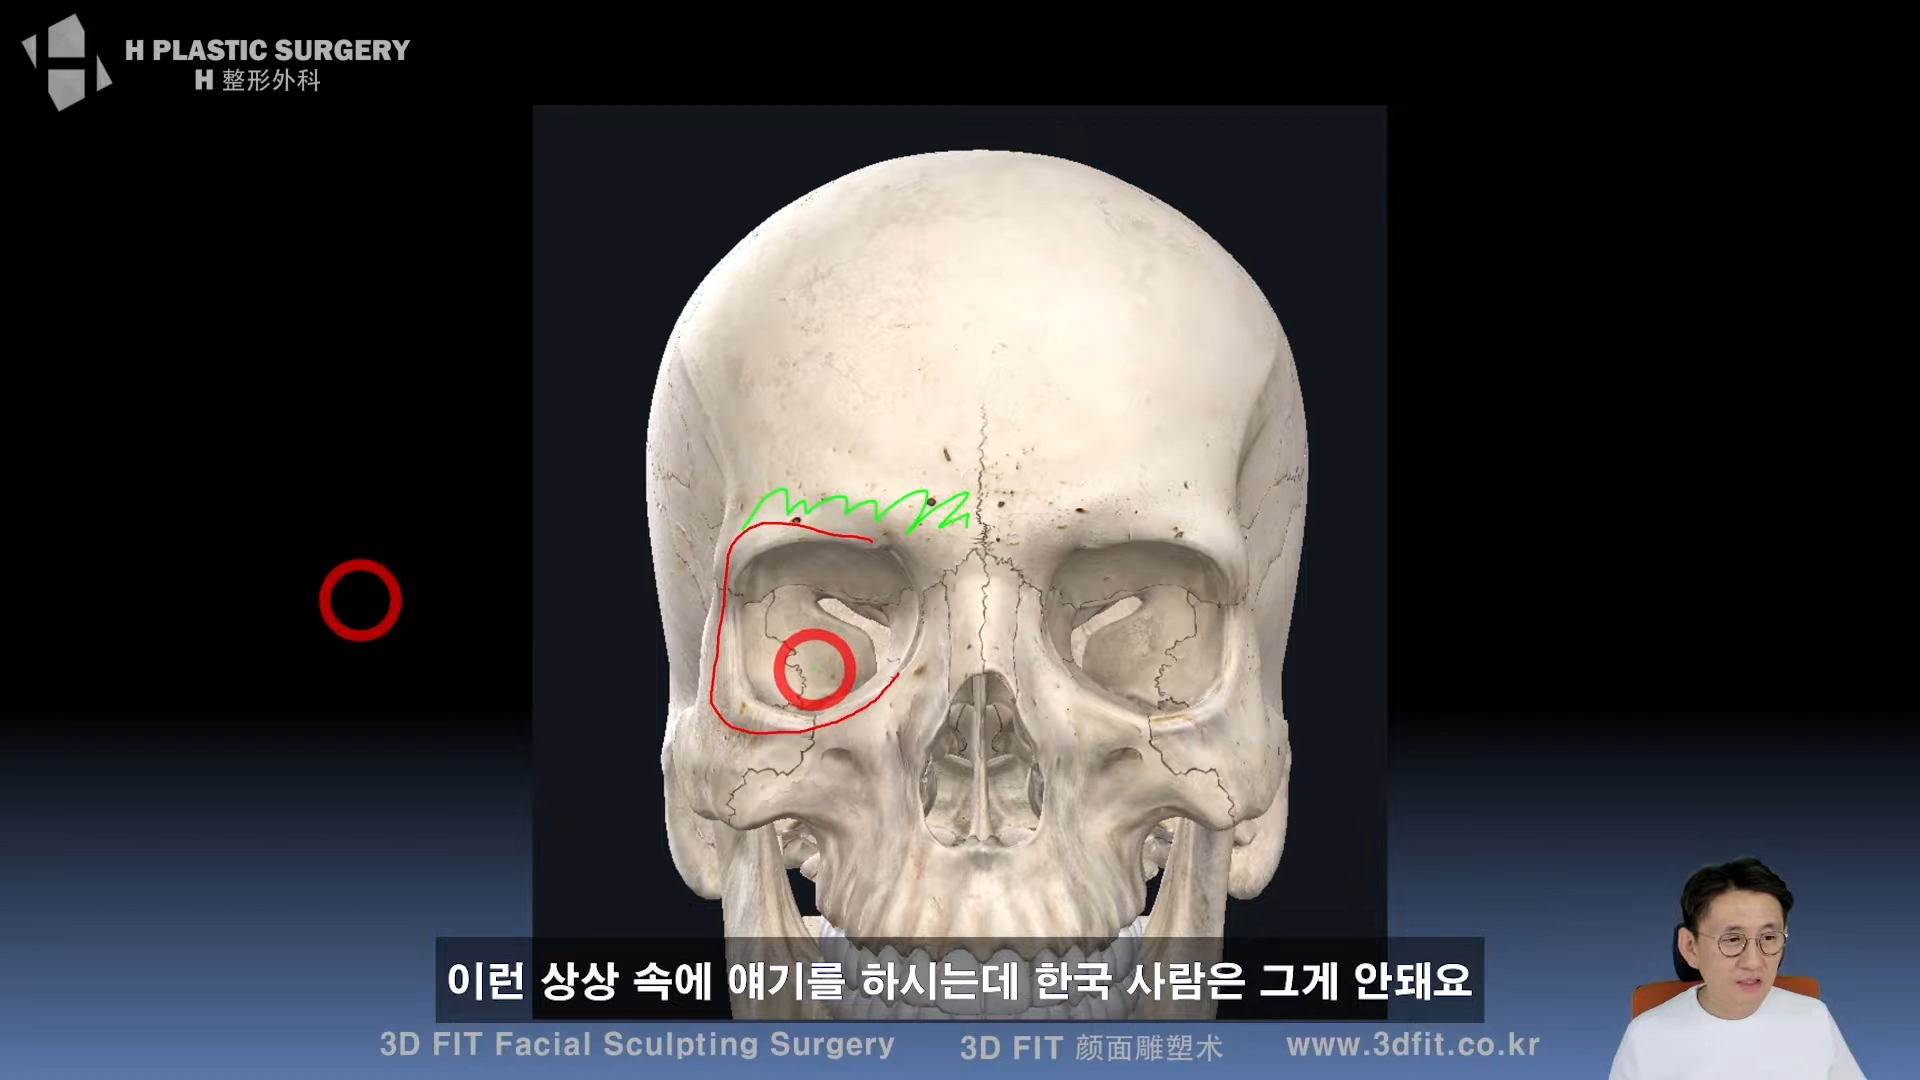 H PLASTIC SURGERY
H 整形外科
이런 상상 속에 얘기를 하시는데 한국 사람은 그게 안돼요
3D FIT Facial Sculpting Surgery 3D FIT 颜面雕塑术 www.3dfit.co.kr